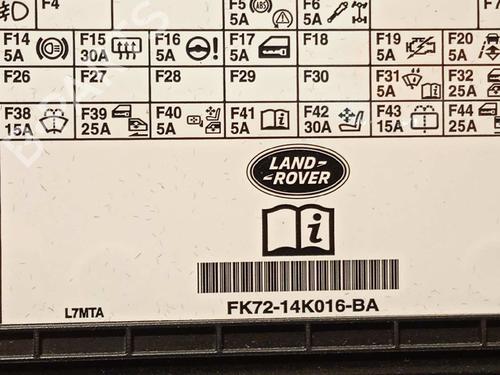 F4 F5 F6
5A 5A
ABS
F14 F15 F16 F17 F18 F19 F20
5A 30A 5A 5A 5A 5A
F26 F27 F28 F29 F30 F31 F32
5A 25A
F38 F39 F40 F41 F42 F43 F44
15A 25A 5A 5A 30A 15A 25A
LAND-
-ROVER
i
L7MTA FK72-14K016-BA